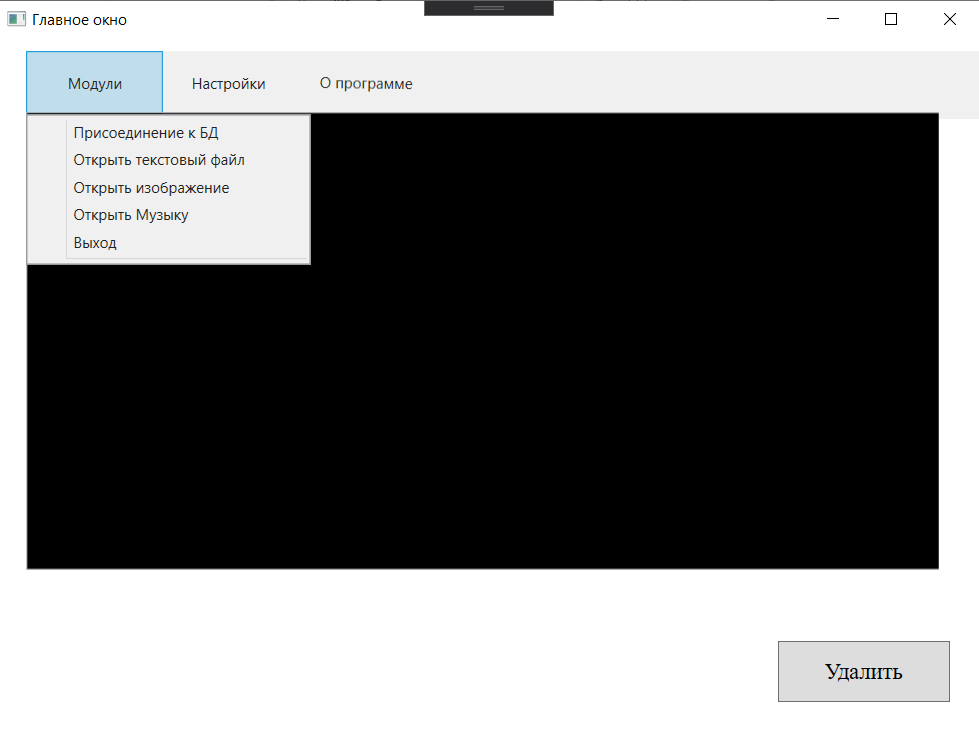 Главное окно
Модули Настройки О программе
Присоединение к БД
Открыть текстовый файл
Открыть изображение
Открыть Музыку
Выход
Удалить